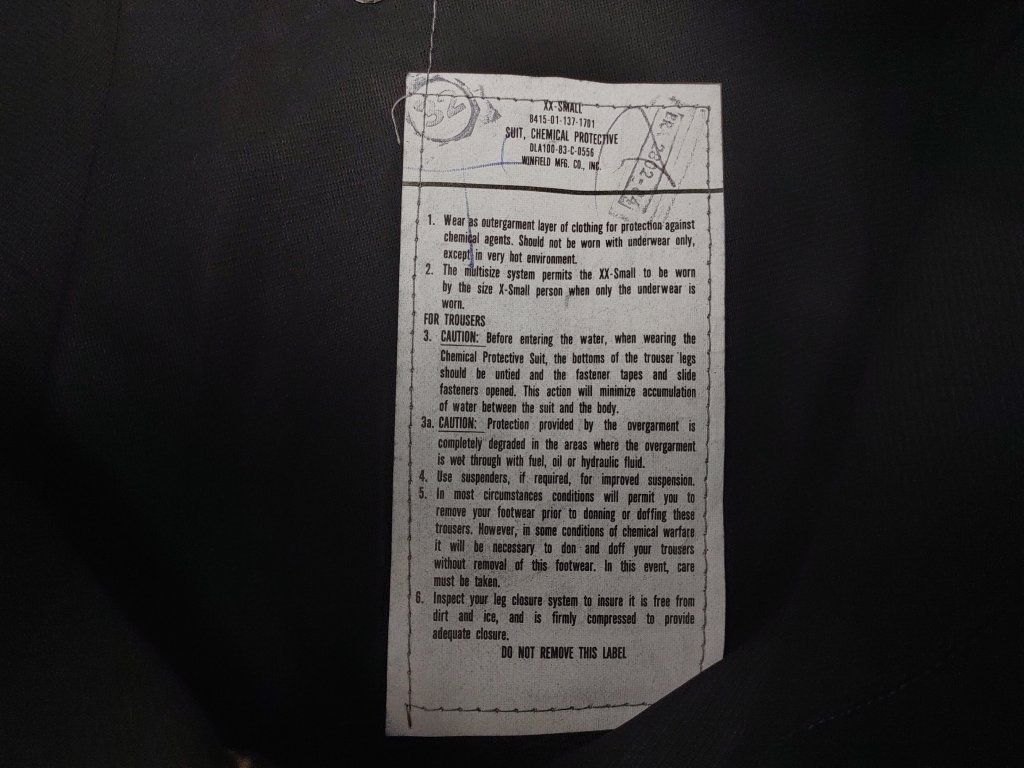 32
XX-SMALL
8415-01-137-1701
SUIT, CHEMICAL PROTECTIVE
DLA100-83-C-0556
WINFIELD MFG. CO., INC.
1. Wear as outergarment layer of clothing for protection against
chemical agents. Should not be worn with underwear only,
except in very hot environment.
2. The multisize system permits the XX-Small to be worn
by the size X-Small person when only the underwear is
worn.
FOR TROUSERS
3. CAUTION: Before entering the water, when wearing the
Chemical Protective Suit, the bottoms of the trouser legs
should be untied and the fastener tapes and slide
fasteners opened. This action will minimize accumulation
of water between the suit and the body.
3a. CAUTION: Protection provided by the overgarment is
completely degraded in the areas where the overgarment
is wet through with fuel, oil or hydraulic fluid.
4. Use suspenders, if required, for improved suspension.
5. In most circumstances conditions will permit you to
remove your footwear prior to donning or doffing these
trousers. However, in some conditions of chemical warfare
it will be necessary to don and doff your trousers
without removal of this footwear. In this event, care
must be taken.
6. Inspect your leg closure system to insure it is free from
dirt and ice, and is firmly compressed to provide
adequate closure.
DO NOT REMOVE THIS LABEL